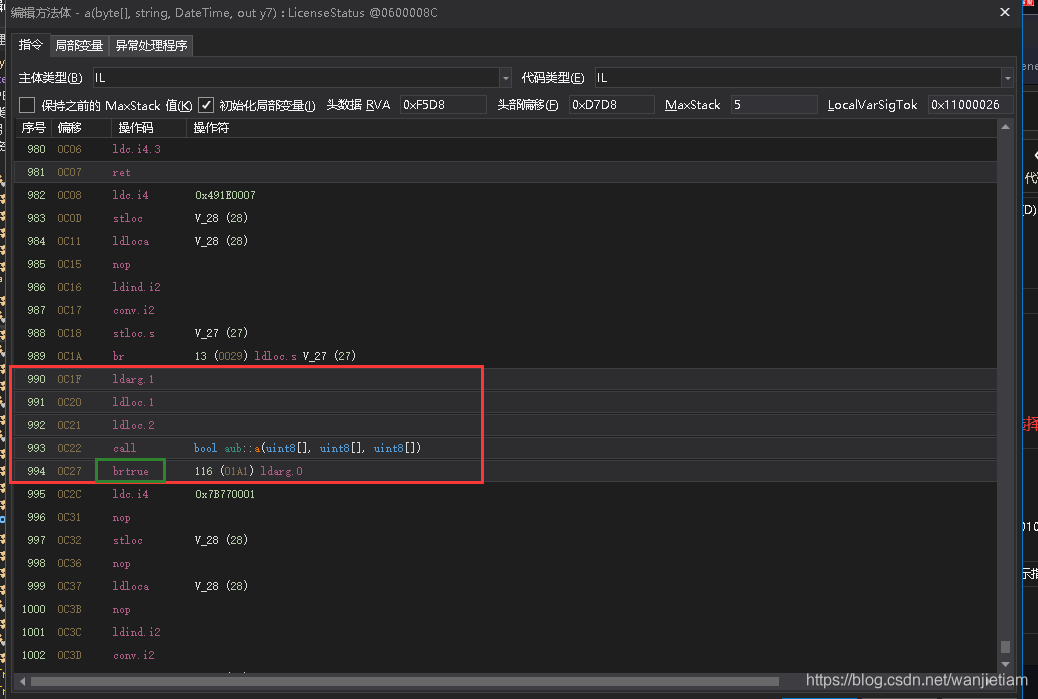 编辑方法体 - a(byte[], string, DateTime, out y7) : LicenseStatus @0600008C
指令 局部变量 异常处理程序
主体类型(B) IL 代码类型(E) IL
保持之前的 MaxStack 值(K) 初始化局部变量(I) 头数据 RVA 0xF5D8 头部偏移(F) 0xD7D8 MaxStack 5 LocalVarSigTok 0x11000026
序号 偏移 操作码 操作符
980 0C06 ldc.i4.3
981 0C07 ret
982 0C08 ldc.i4 0x491E0007
983 0C0D stloc V_28 (28)
984 0C11 ldloca V_28 (28)
985 0C15 nop
986 0C16 ldind.i2
987 0C17 conv.i2
988 0C18 stloc.s V_27 (27)
989 0C1A br 13 (0029) ldloc.s V_27 (27)
990 0C1F ldarg.1
991 0C20 ldloc.1
992 0C21 ldloc.2
993 0C22 call bool aub::a(uint8[], uint8[], uint8[])
994 0C27 brtrue 116 (01A1) ldarg.0
995 0C2C ldc.i4 0x7B770001
996 0C31 nop
997 0C32 stloc V_28 (28)
998 0C36 nop
999 0C37 ldloca V_28 (28)
1000 0C3B nop
1001 0C3C ldind.i2
1002 0C3D conv.i2
https://blog.csdn.net/wanjietiam